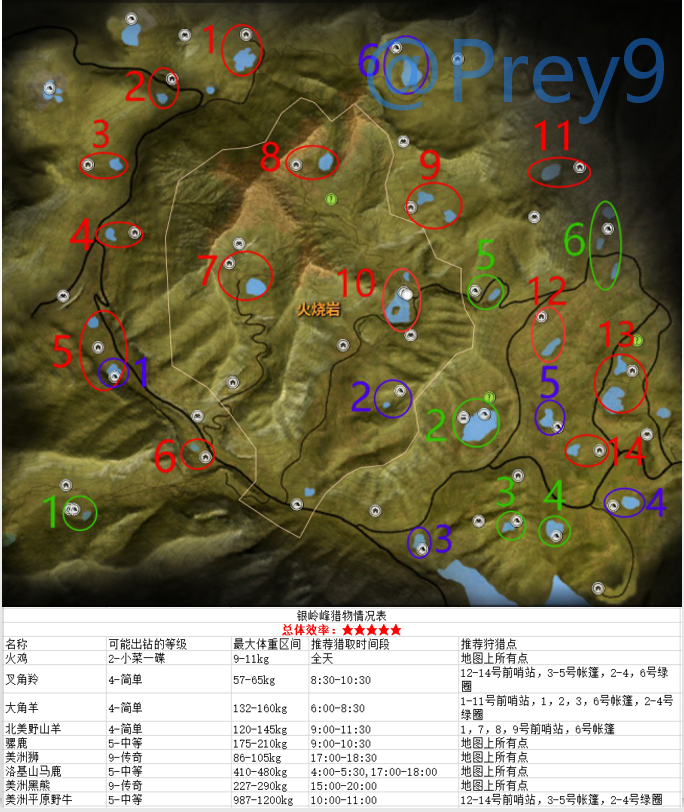 @Prey9
1
6
2
11
3
8
9
4
6
5
7
10
12
火烧岩
13
5
1
2
5
2
14
6
3
4
4
1
3
银岭峰猎物情况表
总体效率：★★★★★
名称 可能出钻的等级 最大体重区间 推荐猎取时间段 推荐狩猎点
火鸡 2-小菜一碟 9-11kg 全天 地图上所有点
叉角羚 4-简单 57-65kg 8:30-10:30 12-14号前哨站，3-5号帐篷，2-4，6号绿
圈
大角羊 4-简单 132-160kg 6:00-8:30 1-11号前哨站，1，2，3，6号帐篷，2-4号
绿圈
北美野山羊 4-简单 120-145kg 9:00-11:30 1，7，8，9号前哨站，6号帐篷
骡鹿 5-中等 175-210kg 9:00-10:30 地图上所有点
美洲狮 9-传奇 86-105kg 17:00-18:30 地图上所有点
洛基山马鹿 5-中等 410-480kg 4:00-5:30,17:00-18:00 地图上所有点
美洲黑熊 9-传奇 227-290kg 15:00-20:00 地图上所有点
美洲平原野牛 5-中等 987-1200kg 10:00-11:00 12-14号前哨站，3-5号帐篷，2-4号绿圈